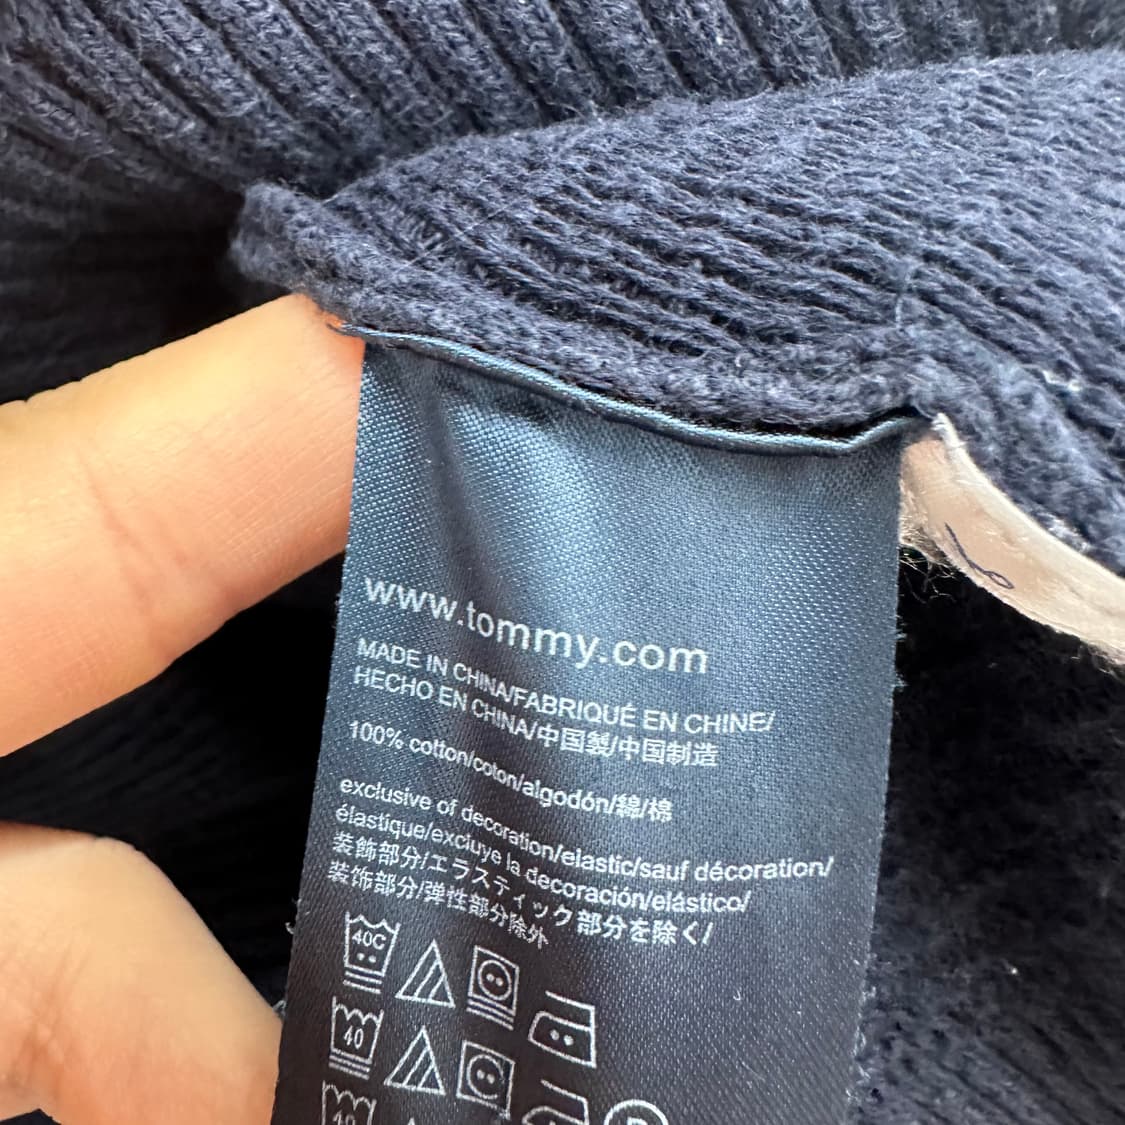 www.tommy.com
MADE IN CHINA/FABRIQUÉ EN CHINE/
HECHO EN CHINA/中国製/中国制造
100% cotton/coton/algodón/綿/棉
exclusive of decoration/elastic/sauf décoration/
élastique/excluye la decoración/elástico/
装飾部分/エラスティック部分を除く/
装饰部分/弹性部分除外
40C
40
40
P